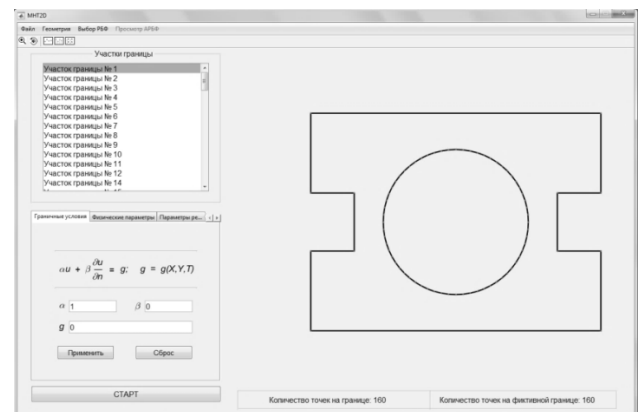 MHT2D
Файл Геометрия Выбор РБФ Просмотр АРБФ
Участки границы
Участок границы № 1
Участок границы № 2
Участок границы № 3
Участок границы № 4
Участок границы № 5
Участок границы № 6
Участок границы № 7
Участок границы № 8
Участок границы № 9
Участок границы № 10
Участок границы № 11
Участок границы № 12
Участок границы № 14
Граничные условия Физические параметры Параметры ре...
αu + β ∂u/∂n = g; g = g(X,Y,T)
α 1 β 0
g 0
Применить Сброс
СТАРТ
Количество точек на границе: 160 Количество точек на фиктивной границе: 160